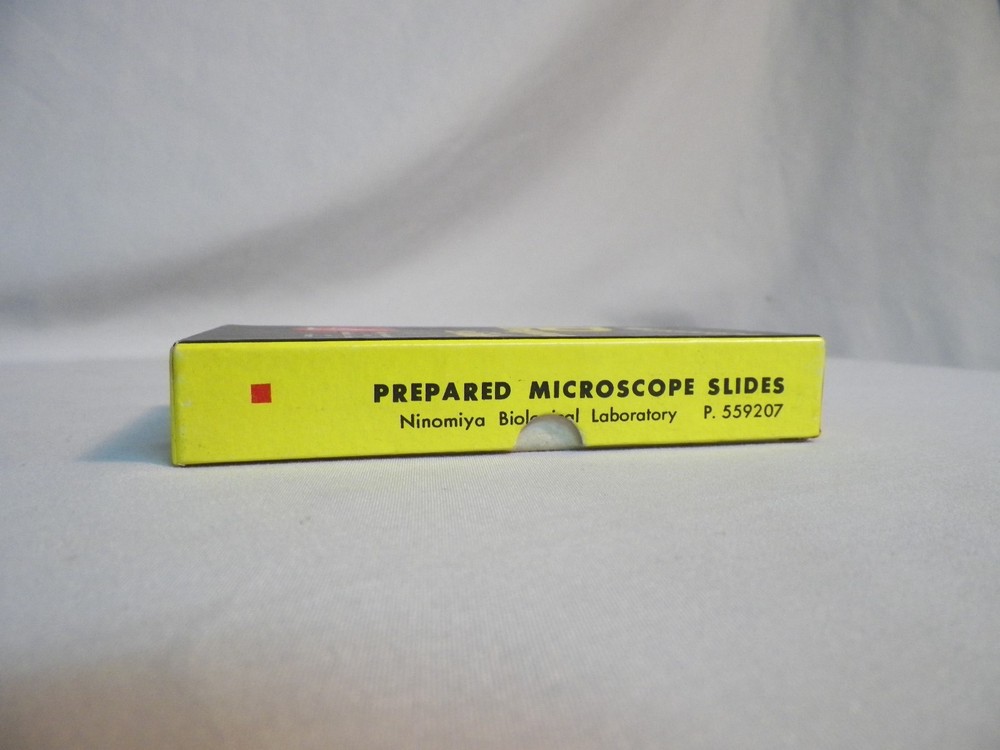 PREPARED MICROSCOPE SLIDES
Ninomiya Biological Laboratory P. 559207